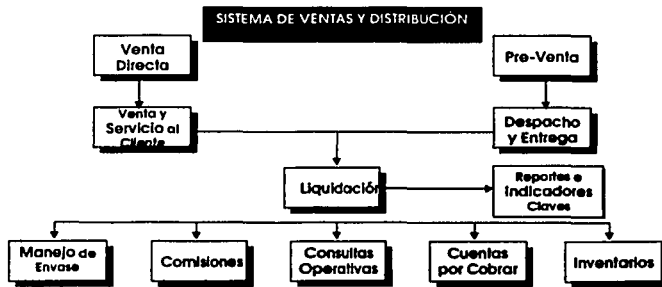 SISTEMA DE VENTAS Y DISTRIBUCIÓN
Venta
Directa
Pre-Venta
Venta y
Servicio al
Cliente
Despacho
y Entrega
Liquidación
Reportes e
Indicadores
Claves
Manejo de
Envase
Comisiones
Consultas
Operativas
Cuentas
por Cobrar
Inventarios